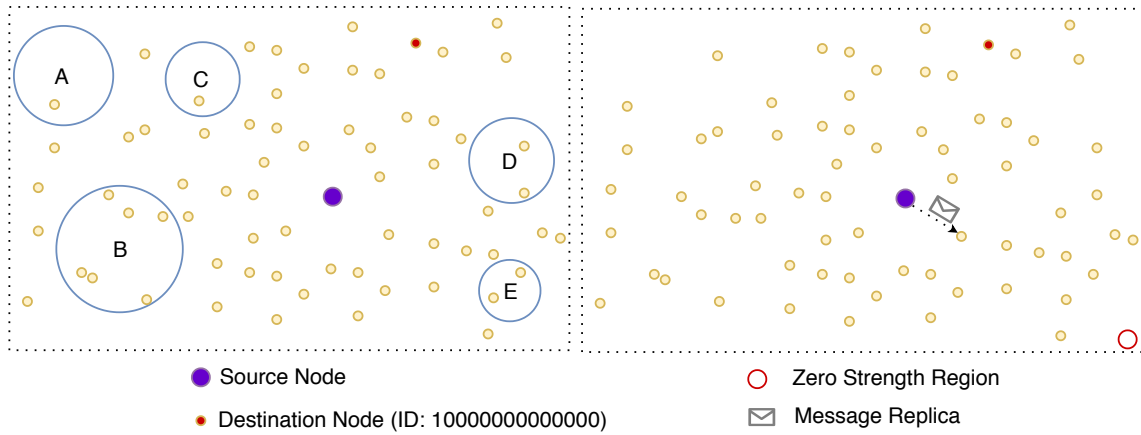 A
C
D
B
E
Source Node
Destination Node (ID: 10000000000000)
Zero Strength Region
Message Replica